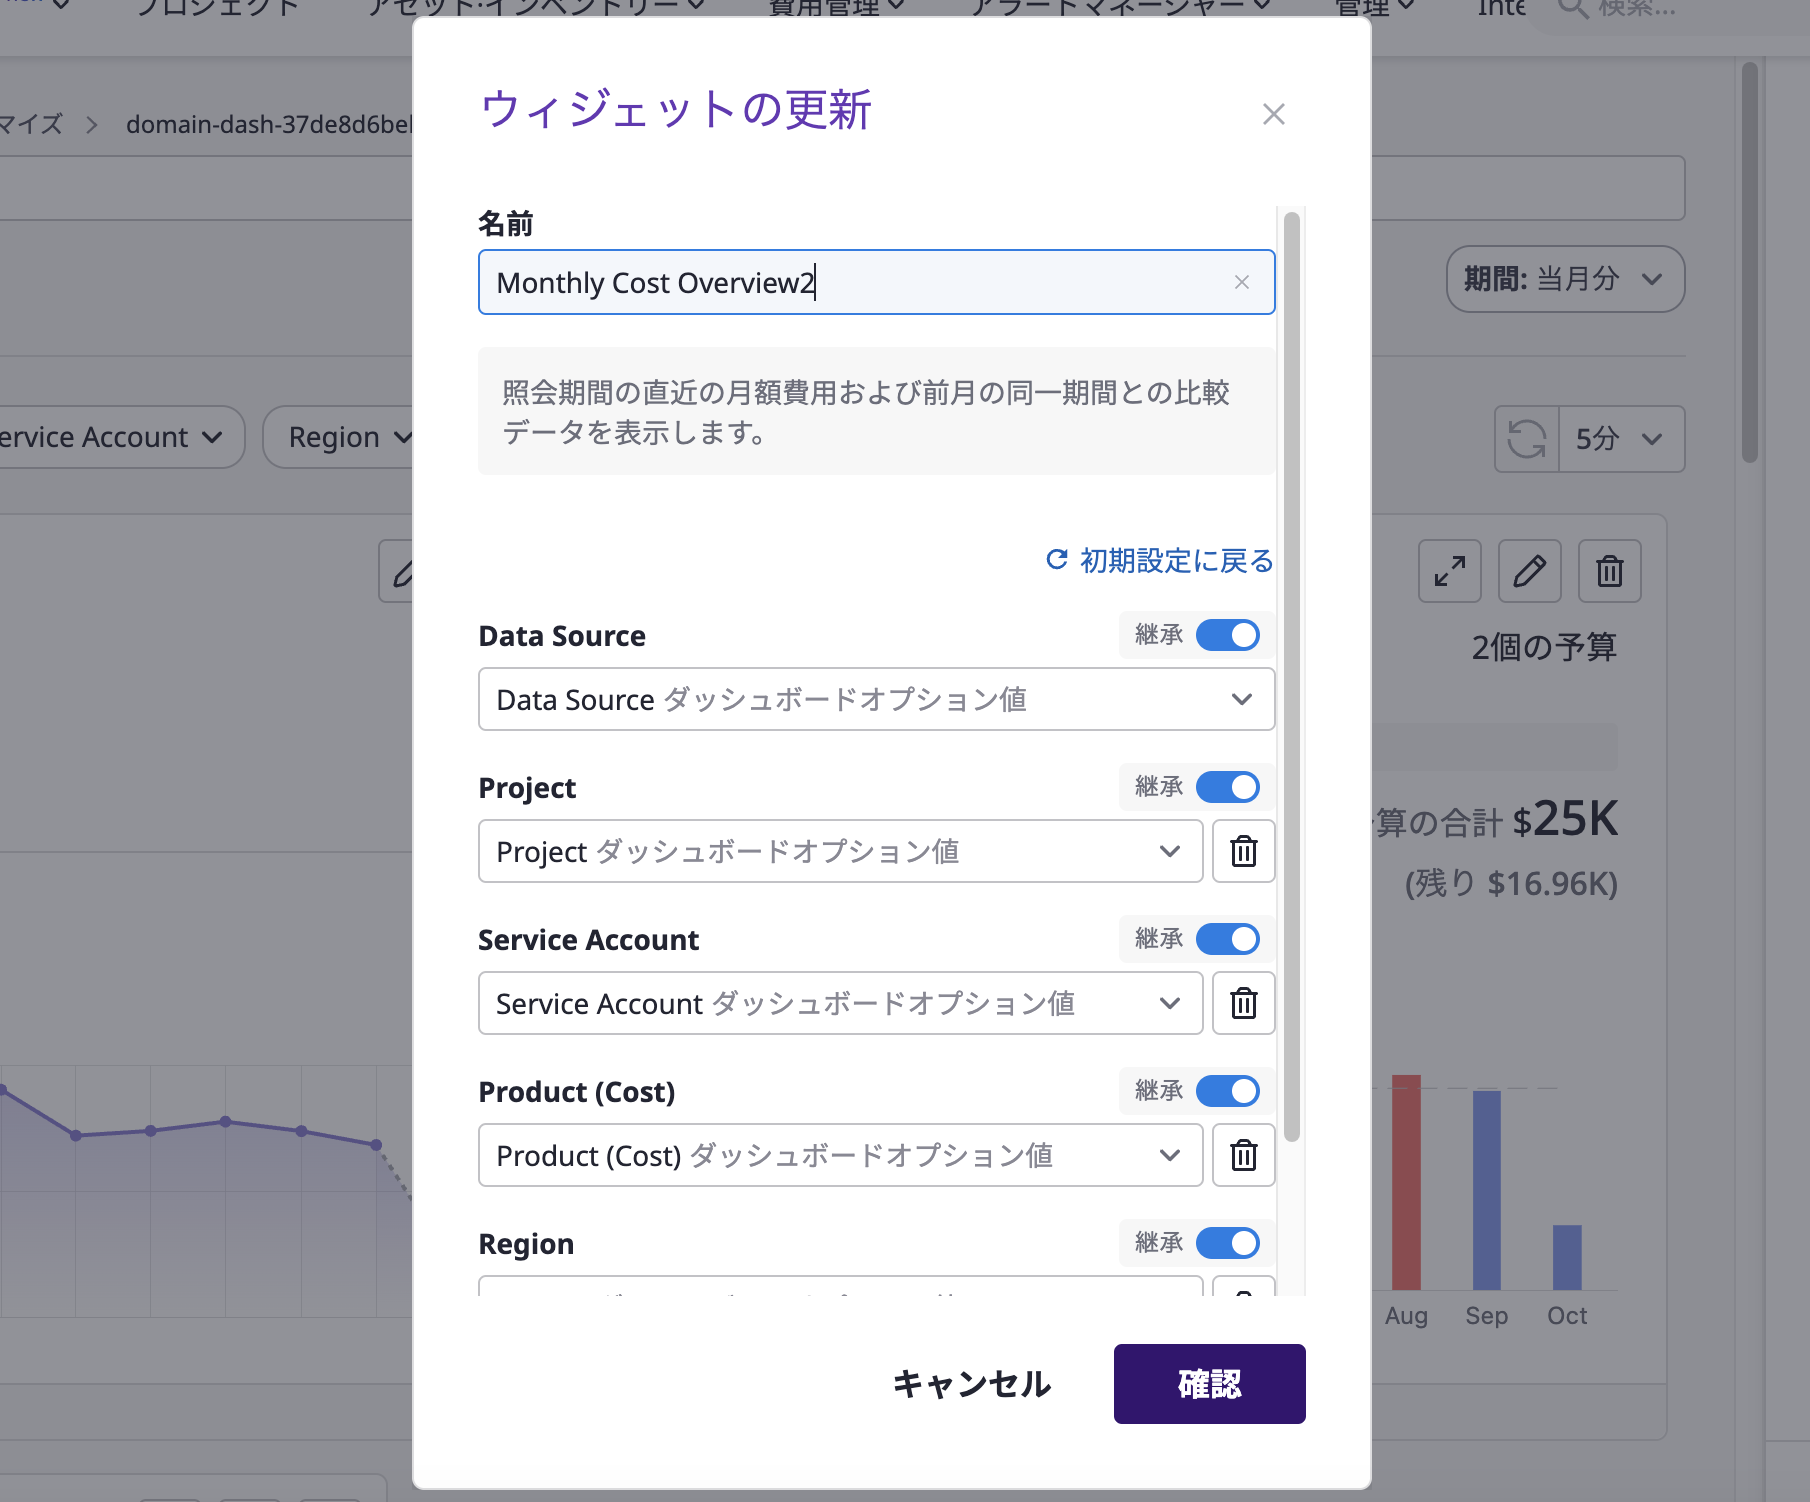 プロジェクト
アセット·インベントリー
費用管理
アラートマネージャー
管理
Inte
検索...
マイズ
domain-dash-37de8d6be
期間: 当月分
ervice Account
Region
5分
2個の予算
算の合計 $25K
(残り $16.96K)
Aug
Sep
Oct
ウィジェットの更新
名前
Monthly Cost Overview2
照会期間の直近の月額費用および前月の同一期間との比較
データを表示します。
初期設定に戻る
Data Source
継承
Data Source ダッシュボードオプション値
Project
継承
Project ダッシュボードオプション値
Service Account
継承
Service Account ダッシュボードオプション値
Product (Cost)
継承
Product (Cost) ダッシュボードオプション値
Region
継承
キャンセル
確認